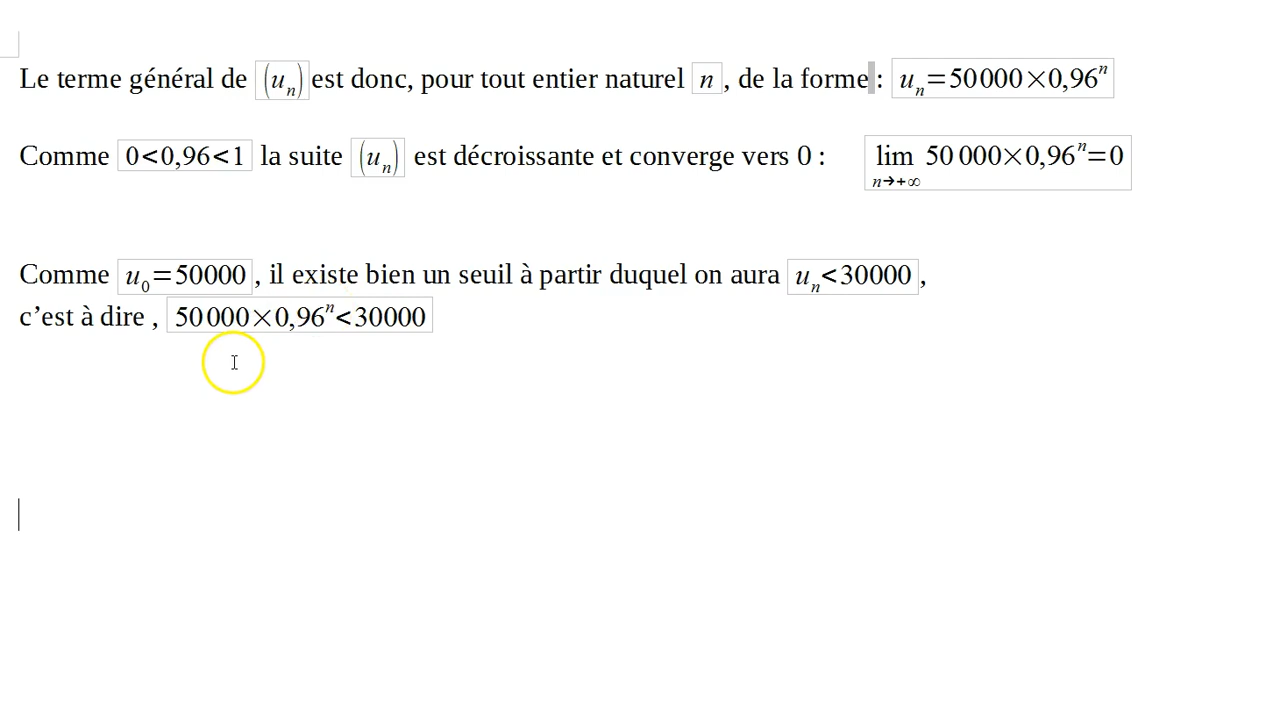 Le terme général de (uₙ) est donc, pour tout entier naturel n , de la forme : uₙ=50000×0,96ⁿ
Comme 0<0,96<1 la suite (uₙ) est décroissante et converge vers 0 : lim n→+∞ 50 000×0,96ⁿ=0
Comme u₀=50000 , il existe bien un seuil à partir duquel on aura uₙ<30000 ,
c’est à dire , 50 000×0,96ⁿ<30000